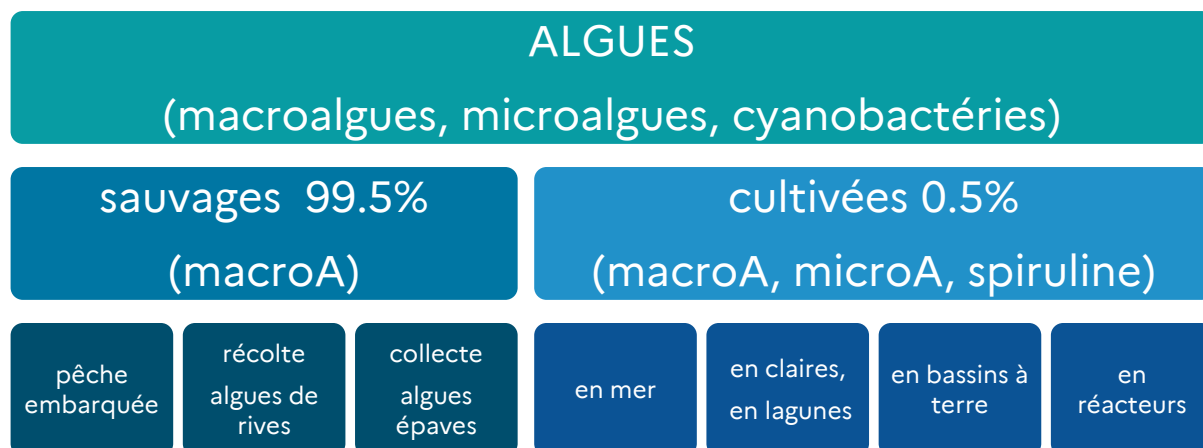 ALGUES
(macroalgues, microalgues, cyanobactéries)
sauvages 99.5%
(macroA)
cultivées 0.5%
(macroA, microA, spiruline)
pêche
embarquée
récolte
algues de
rives
collecte
algues
épaves
en mer
en claires,
en lagunes
en bassins à
terre
en
réacteurs